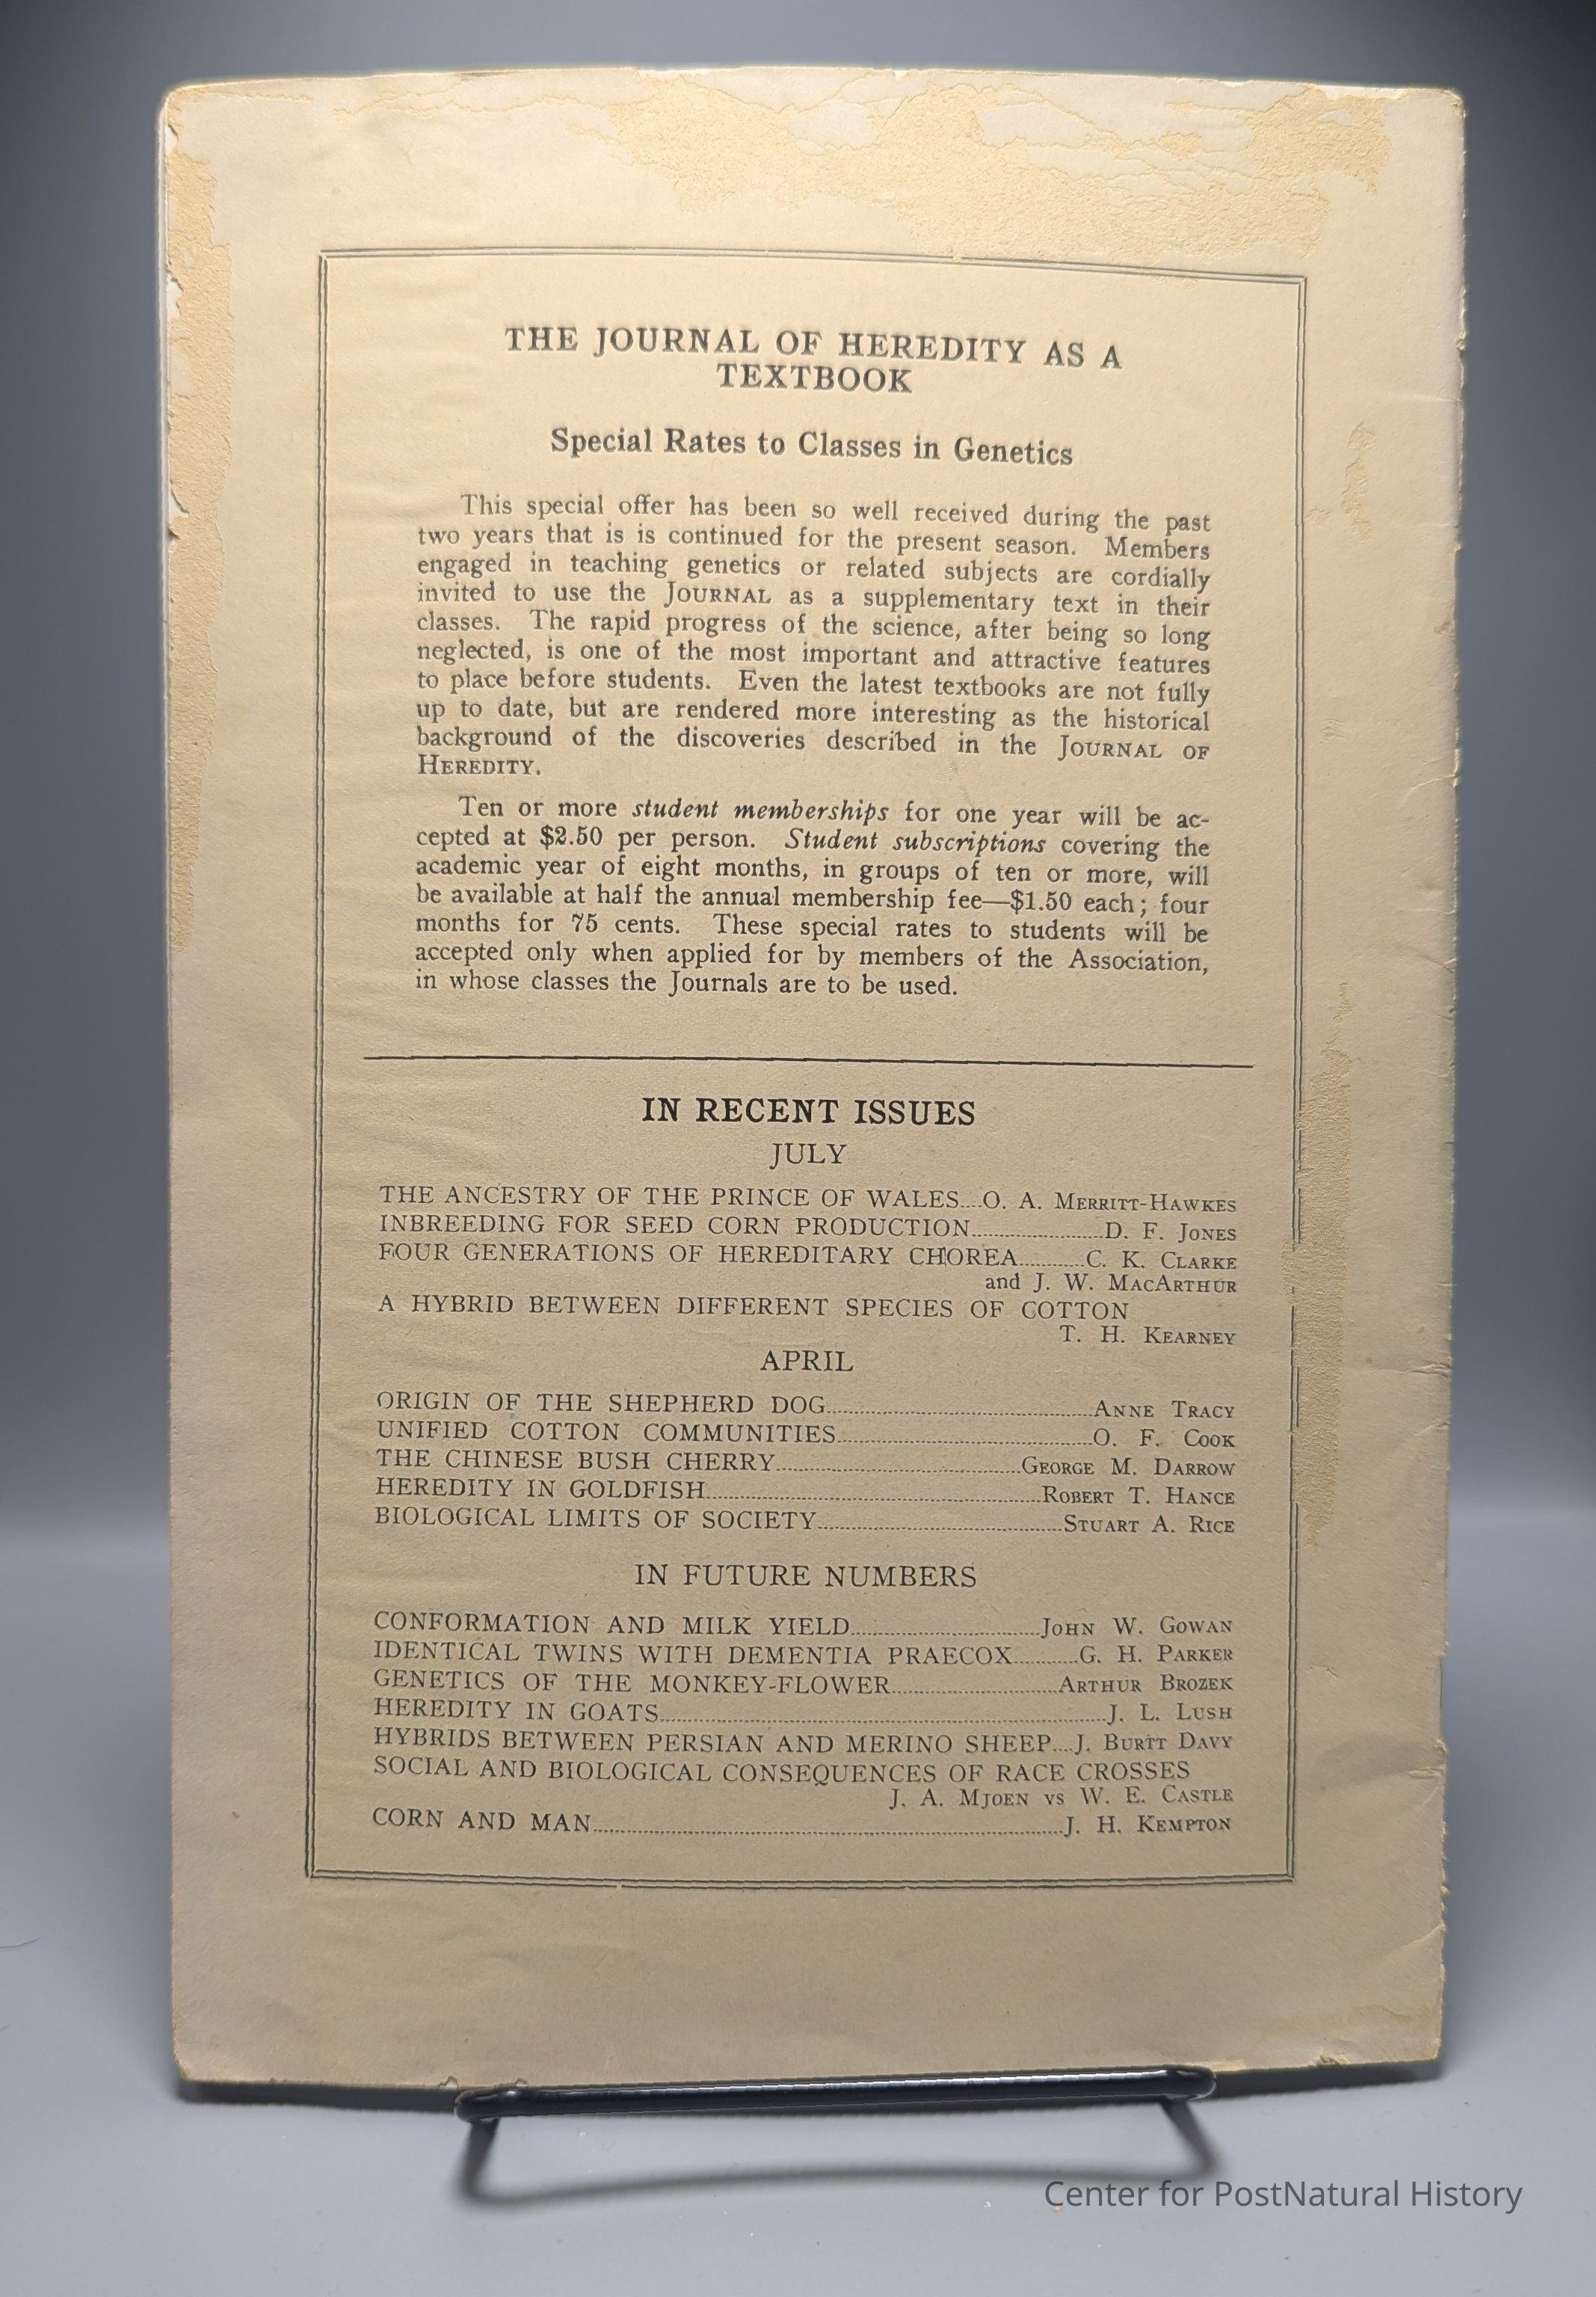 THE JOURNAL OF HEREDITY AS A
TEXTBOOK
Special Rates to Classes in Genetics
This special offer has been so well received during the past
two years that is is continued for the present season. Members
engaged in teaching genetics or related subjects are cordially
invited to use the JOURNAL as a supplementary text in their
classes. The rapid progress of the science, after being so long
neglected, is one of the most important and attractive features
to place before students. Even the latest textbooks are not fully
up to date, but are rendered more interesting as the historical
background of the discoveries described in the JOURNAL OF
HEREDITY.
Ten or more student memberships for one year will be ac-
cepted at $2.50 per person. Student subscriptions covering the
academic year of eight months, in groups of ten or more, will
be available at half the annual membership fee—$1.50 each; four
months for 75 cents. These special rates to students will be
accepted only when applied for by members of the Association,
in whose classes the Journals are to be used.
IN RECENT ISSUES
JULY
THE ANCESTRY OF THE PRINCE OF WALES....O. A. MERRITT-HAWKES
INBREEDING FOR SEED CORN PRODUCTION........................D. F. JONES
FOUR GENERATIONS OF HEREDITARY CHOREA............C. K. CLARKE
and J. W. MACARTHUR
A HYBRID BETWEEN DIFFERENT SPECIES OF COTTON
T. H. KEARNEY
APRIL
ORIGIN OF THE SHEPHERD DOG................................................ANNE TRACY
UNIFIED COTTON COMMUNITIES..............................................O. F. COOK
THE CHINESE BUSH CHERRY............................................GEORGE M. DARROW
HEREDITY IN GOLDFISH............................................................ROBERT T. HANCE
BIOLOGICAL LIMITS OF SOCIETY............................................STUART A. RICE
IN FUTURE NUMBERS
CONFORMATION AND MILK YIELD..................................JOHN W. GOWAN
IDENTICAL TWINS WITH DEMENTIA PRAECOX............G. H. PARKER
GENETICS OF THE MONKEY-FLOWER..............................ARTHUR BROZEK
HEREDITY IN GOATS................................................................................J. L. LUSH
HYBRIDS BETWEEN PERSIAN AND MERINO SHEEP....J. BURTT DAVY
SOCIAL AND BIOLOGICAL CONSEQUENCES OF RACE CROSSES
J. A. MJOEN VS W. E. CASTLE
CORN AND MAN....................................................................................J. H. KEMPTON
Center for PostNatural History